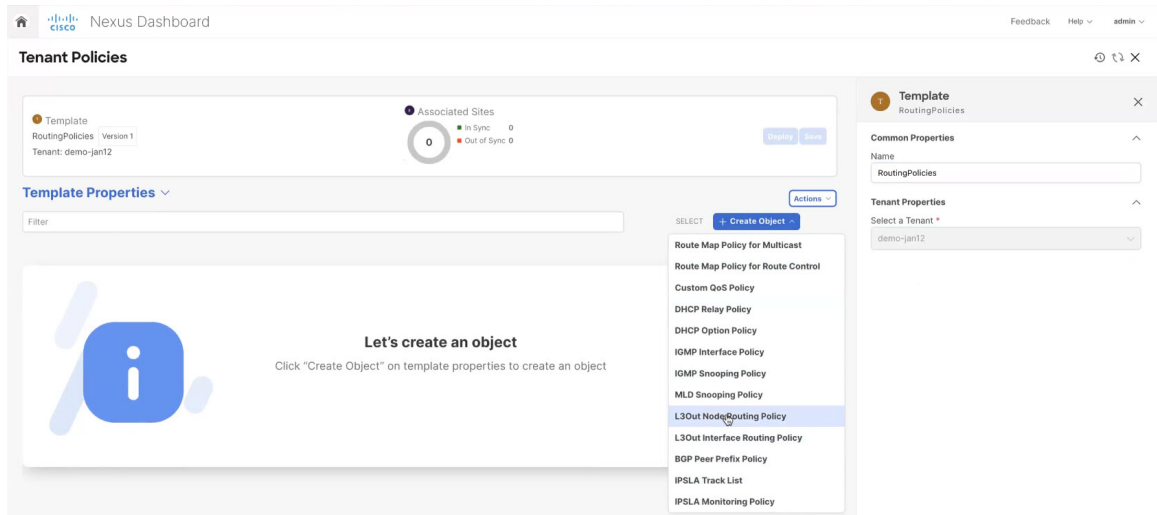 CISCO Nexus Dashboard Feedback Help admin
Tenant Policies
Template
RoutingPolicies Version 1
Tenant: demo-jan12
Associated Sites
0
In Sync 0
Out of Sync 0
Deploy Save
Template Properties
Actions
Filter
SELECT + Create Object
Route Map Policy for Multicast
Route Map Policy for Route Control
Custom QoS Policy
DHCP Relay Policy
DHCP Option Policy
IGMP Interface Policy
IGMP Snooping Policy
MLD Snooping Policy
L3Out Node Routing Policy
L3Out Interface Routing Policy
BGP Peer Prefix Policy
IPSLA Track List
IPSLA Monitoring Policy
Let's create an object
Click "Create Object" on template properties to create an object
T
Template
RoutingPolicies
Common Properties
Name
RoutingPolicies
Tenant Properties
Select a Tenant *
demo-jan12